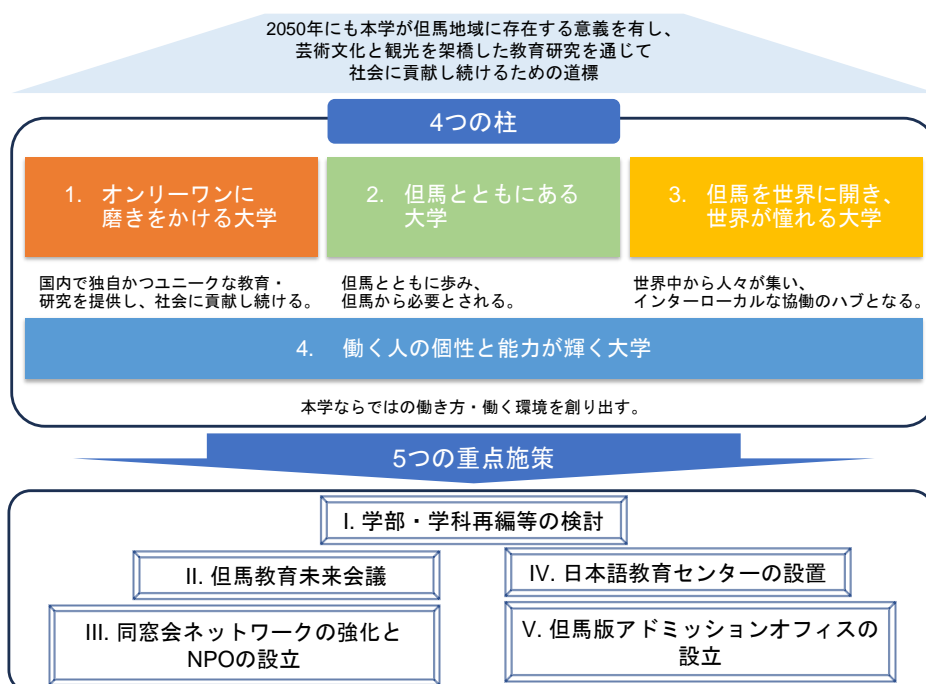 2050年にも本学が但馬地域に存在する意義を有し、
芸術文化と観光を架橋した教育研究を通じて
社会に貢献し続けるための道標
4つの柱
1. オンリーワンに
磨きをかける大学
2. 但馬とともにある
大学
3. 但馬を世界に開き、
世界が憧れる大学
国内で独自かつユニークな教育・
研究を提供し、社会に貢献し続ける。
但馬とともに歩み、
但馬から必要とされる。
世界中から人々が集い、
インターローカルな協働のハブとなる。
4. 働く人の個性と能力が輝く大学
本学ならではの働き方・働く環境を創り出す。
5つの重点施策
I. 学部・学科再編等の検討
II. 但馬教育未来会議
III. 同窓会ネットワークの強化と
NPOの設立
IV. 日本語教育センターの設置
V. 但馬版アドミッションオフィスの
設立